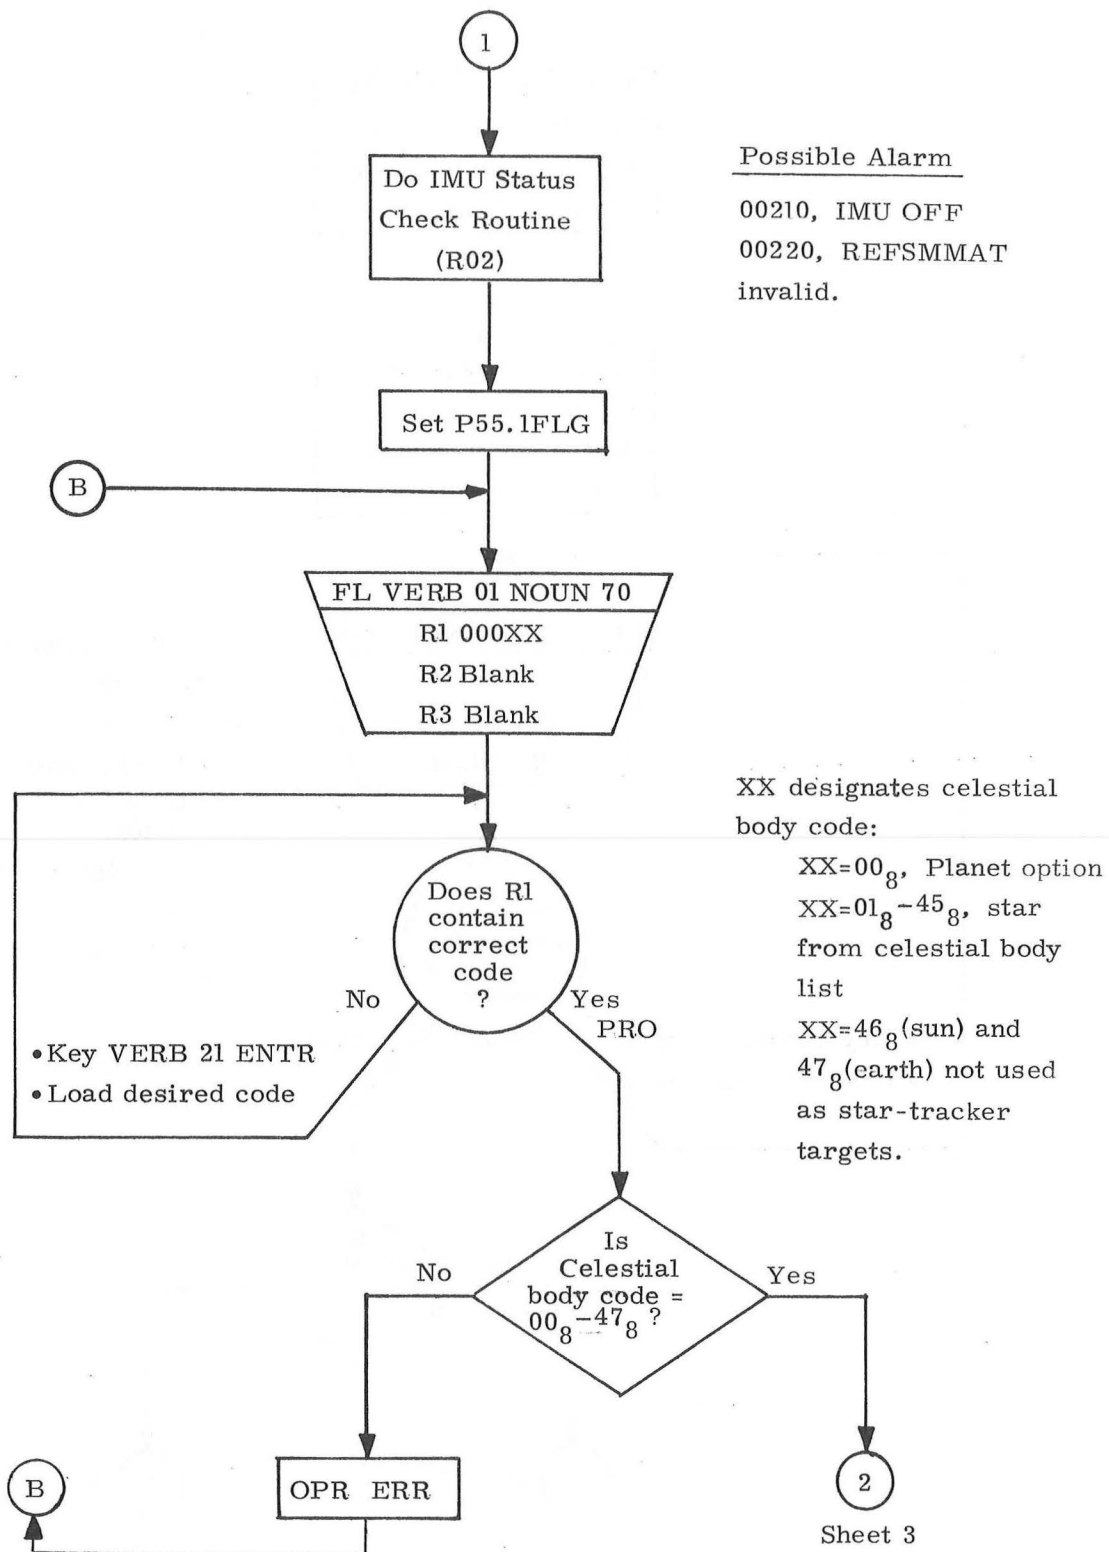 1
Do IMU Status
Check Routine
(R02)
Possible Alarm
00210, IMU OFF
00220, REFSMMAT
invalid.
Set P55.1FLG
B
FL VERB 01 NOUN 70
R1 000XX
R2 Blank
R3 Blank
XX designates celestial
body code:
XX=00₈, Planet option
XX=01₈-45₈, star
from celestial body
list
XX=46₈(sun) and
47₈(earth) not used
as star-tracker
targets.
Does R1
contain
correct
code
?
No
Yes
PRO
• Key VERB 21 ENTR
• Load desired code
Is
Celestial
body code =
00₈-47₈ ?
No
Yes
B
OPR ERR
2
Sheet 3